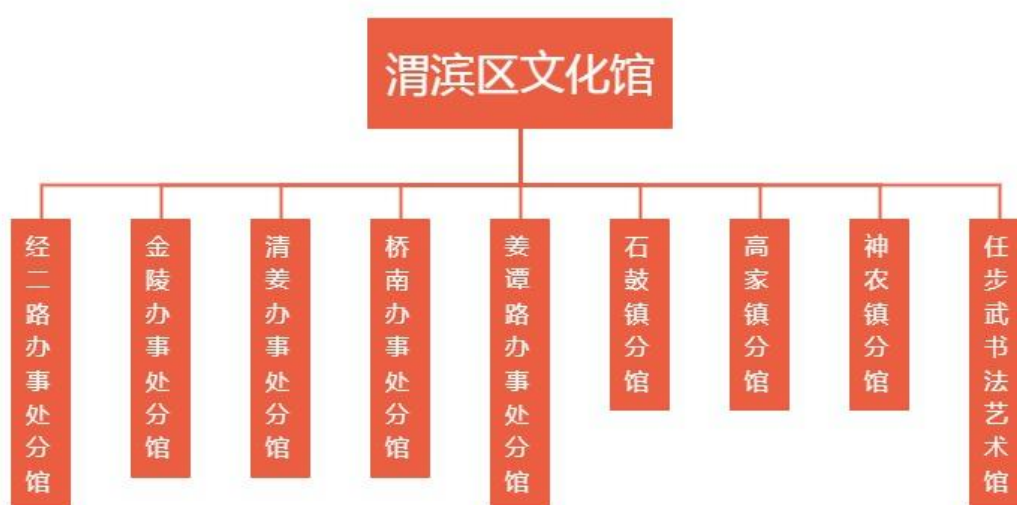 渭滨区文化馆
经二路办事处分馆
金陵办事处分馆
清姜办事处分馆
桥南办事处分馆
姜谭路办事处分馆
石鼓镇分馆
高家镇分馆
神农镇分馆
任步武书法艺术馆